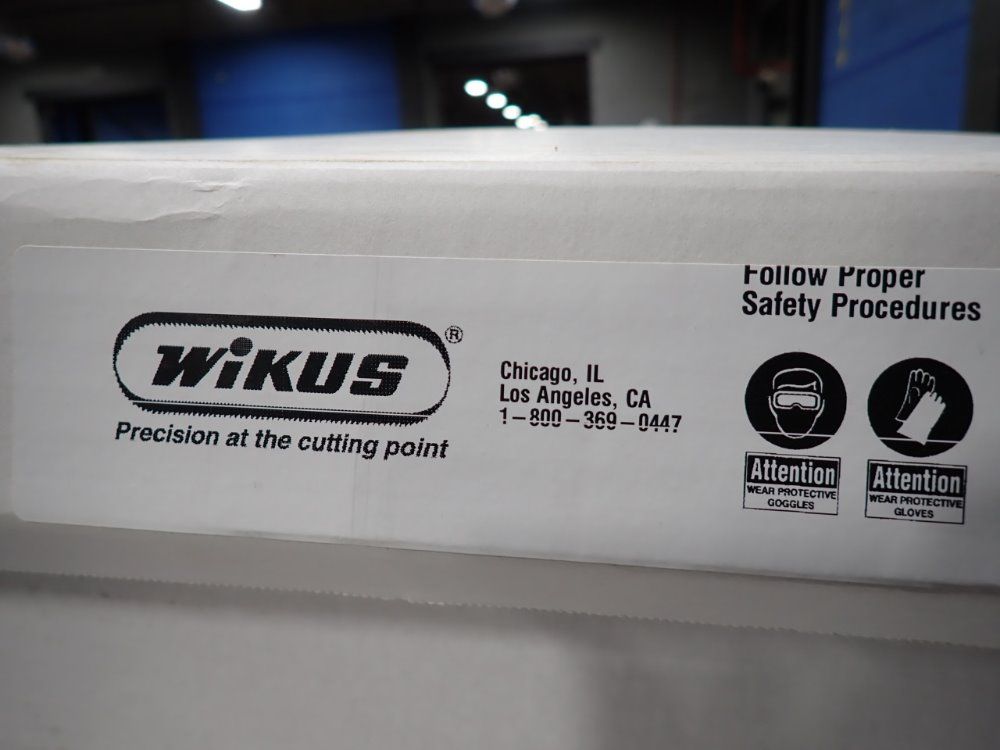 WiKUS®
Precision at the cutting point
Chicago, IL
Los Angeles, CA
1-800-369-0447
Follow Proper
Safety Procedures
Attention
WEAR PROTECTIVE
GOGGLES
Attention
WEAR PROTECTIVE
GLOVES